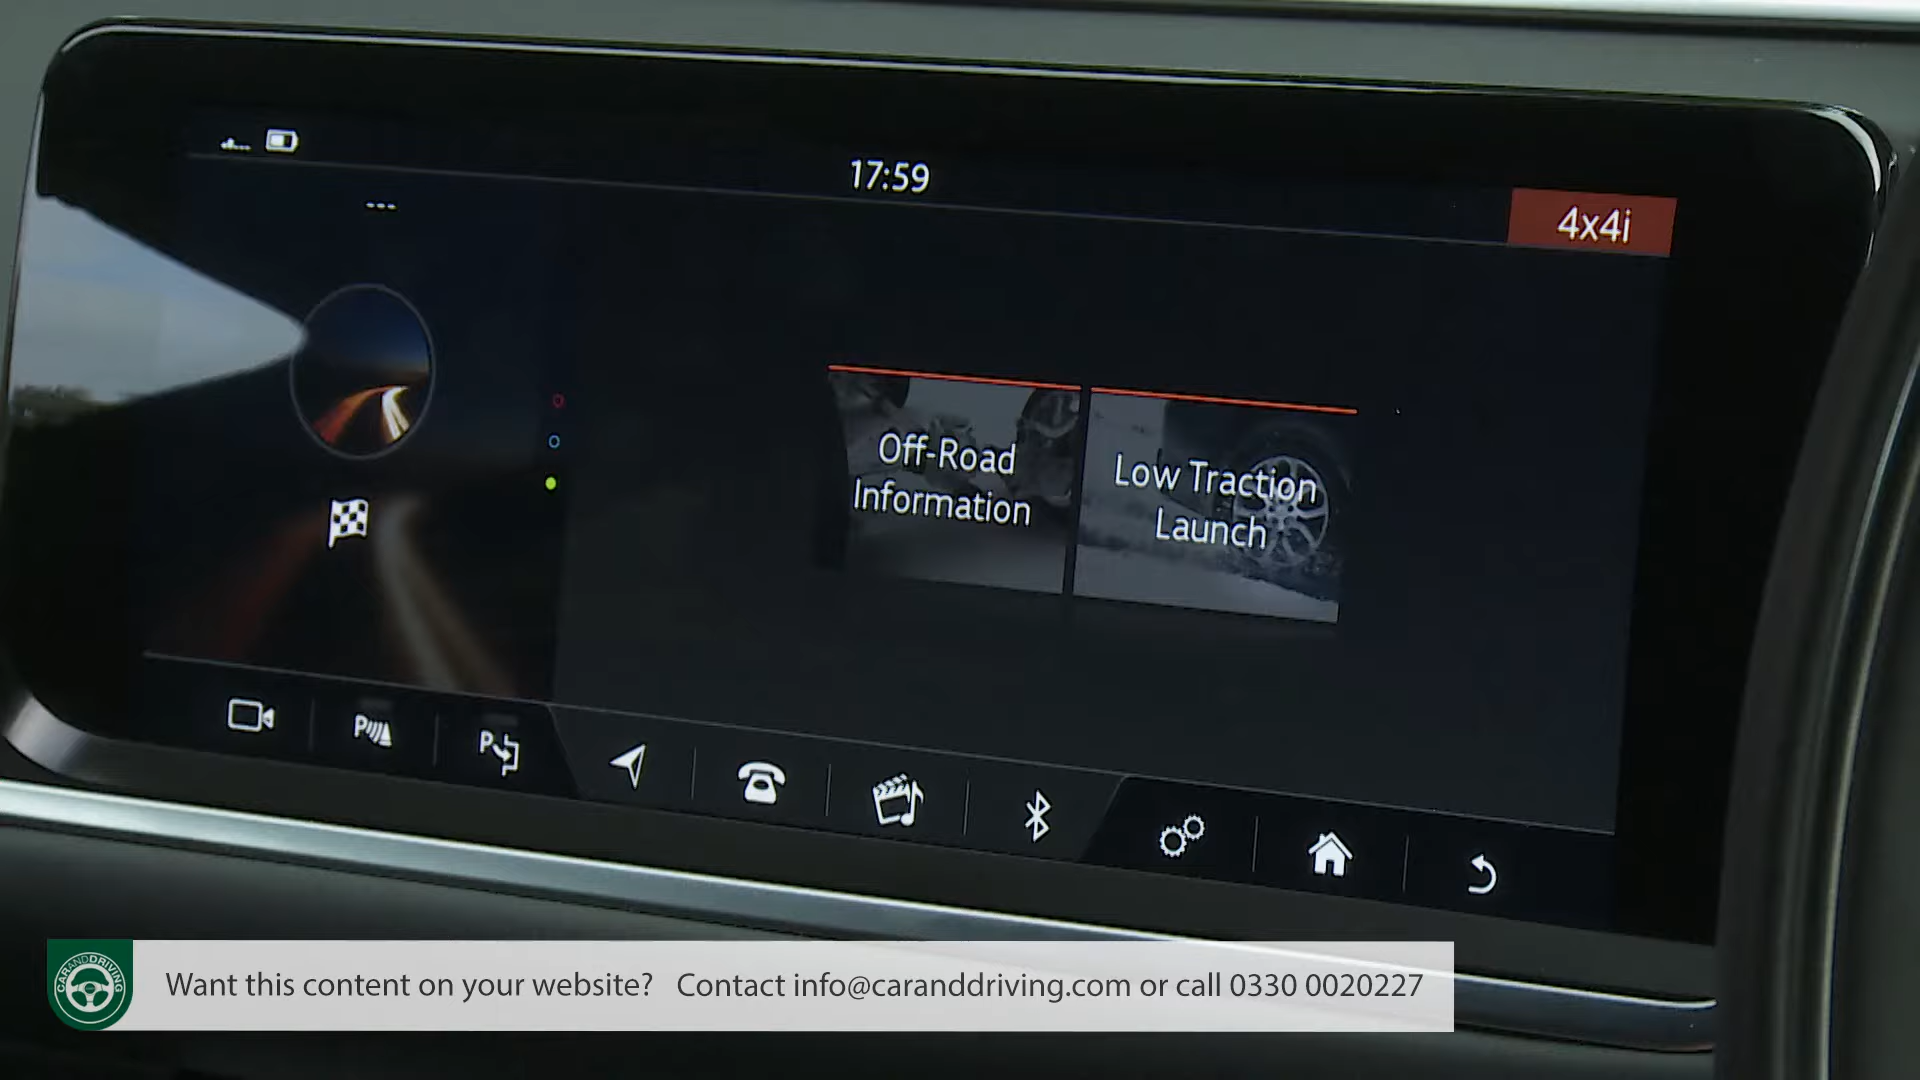 17:59
---
4x4i
Off-Road
Information
Low Traction
Launch
P
P
CARANDDRIVING
Want this content on your website? Contact info@caranddriving.com or call 0330 0020227